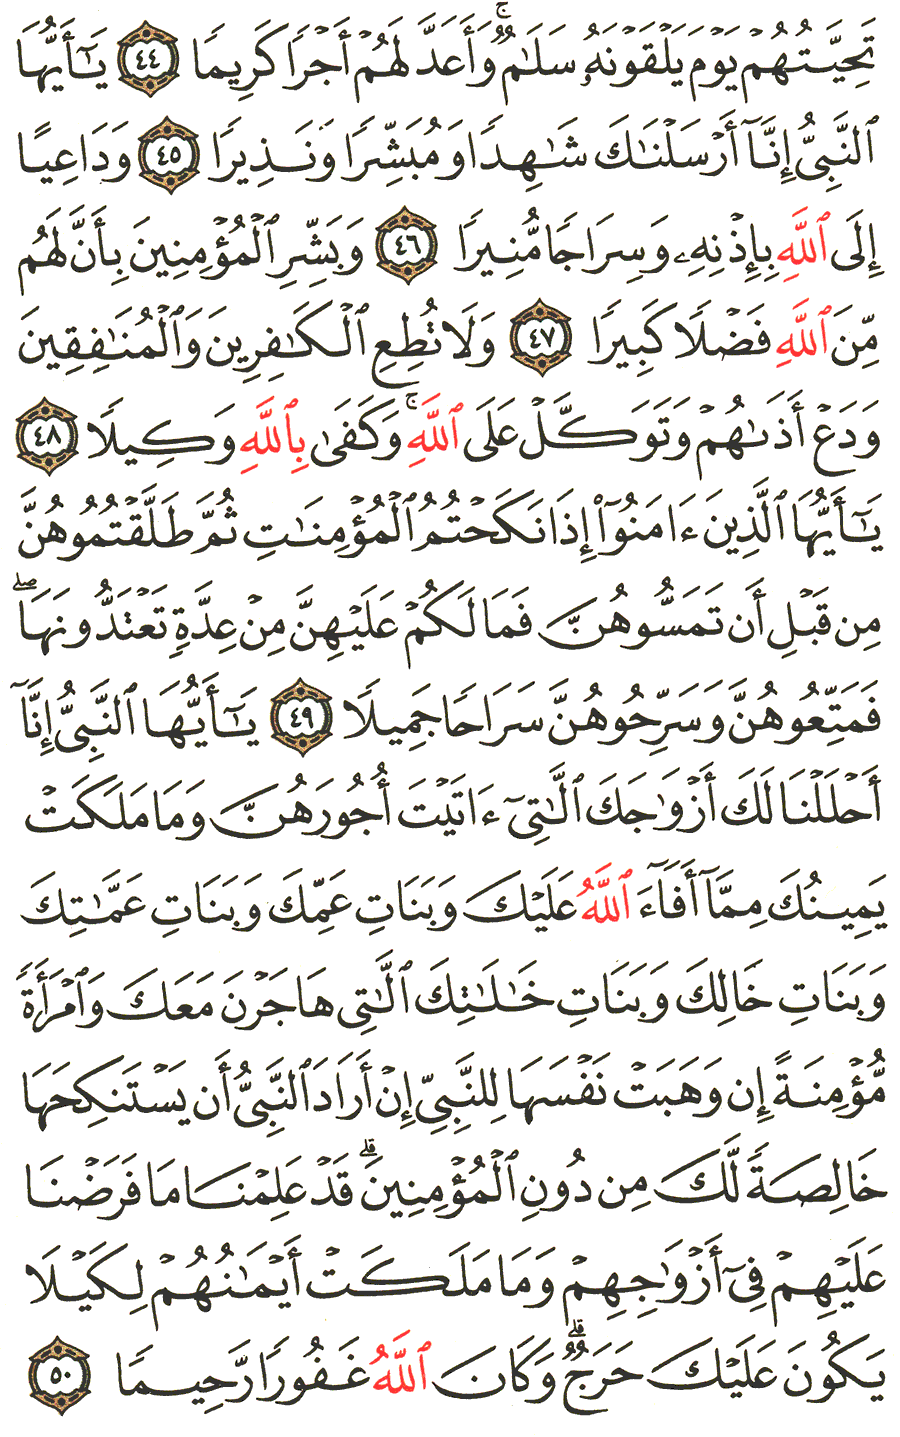 تَحِيَّتُهُمْ يَوْمَ يَلْقَوْنَهُۥ سَلَٰمٌۭ ۚ وَأَعَدَّ لَهُمْ أَجْرًۭا كَرِيمًۭا ٤٤ يَٰٓأَيُّهَا
ٱلنَّبِىُّ إِنَّآ أَرْسَلْنَٰكَ شَٰهِدًۭا وَمُبَشِّرًۭا وَنَذِيرًۭا ٤٥ وَدَاعِيًا
إِلَى ٱللَّهِ بِإِذْنِهِۦ وَسِرَاجًۭا مُّنِيرًۭا ٤٦ وَبَشِّرِ ٱلْمُؤْمِنِينَ بِأَنَّ لَهُم
مِّنَ ٱللَّهِ فَضْلًۭا كَبِيرًۭا ٤٧ وَلَا تُطِعِ ٱلْكَٰفِرِينَ وَٱلْمُنَٰفِقِينَ
وَدَعْ أَذَىٰهُمْ وَتَوَكَّلْ عَلَى ٱللَّهِ ۚ وَكَفَىٰ بِٱللَّهِ وَكِيلًۭا ٤٨
يَٰٓأَيُّهَا ٱلَّذِينَ ءَامَنُوٓا۟ إِذَا نَكَحْتُمُ ٱلْمُؤْمِنَٰتِ ثُمَّ طَلَّقْتُمُوهُنَّ
مِن قَبْلِ أَن تَمَسُّوهُنَّ فَمَا لَكُمْ عَلَيْهِنَّ مِنْ عِدَّةٍۢ تَعْتَدُّونَهَا ۖ
فَمَتِّعُوهُنَّ وَسَرِّحُوهُنَّ سَرَاحًۭا جَمِيلًۭا ٤٩ يَٰٓأَيُّهَا ٱلنَّبِىُّ إِنَّآ
أَحْلَلْنَا لَكَ أَزْوَٰجَكَ ٱلَّٰتِىٓ ءَاتَيْتَ أُجُورَهُنَّ وَمَا مَلَكَتْ
يَمِينُكَ مِمَّآ أَفَآءَ ٱللَّهُ عَلَيْكَ وَبَنَاتِ عَمِّكَ وَبَنَاتِ عَمَّٰتِكَ
وَبَنَاتِ خَالِكَ وَبَنَاتِ خَٰلَٰتِكَ ٱلَّٰتِى هَاجَرْنَ مَعَكَ وَٱمْرَأَةًۭ
مُّؤْمِنَةً إِن وَهَبَتْ نَفْسَهَا لِلنَّبِىِّ إِنْ أَرَادَ ٱلنَّبِىُّ أَن يَسْتَنكِحَهَا
خَالِصَةًۭ لَّكَ مِن دُونِ ٱلْمُؤْمِنِينَ ۗ قَدْ عَلِمْنَا مَا فَرَضْنَا
عَلَيْهِمْ فِىٓ أَزْوَٰجِهِمْ وَمَا مَلَكَتْ أَيْمَٰنُهُمْ لِكَيْلَا
يَكُونَ عَلَيْكَ حَرَجٌۭ ۗ وَكَانَ ٱللَّهُ غَفُورًۭا رَّحِيمًۭا ٥٠